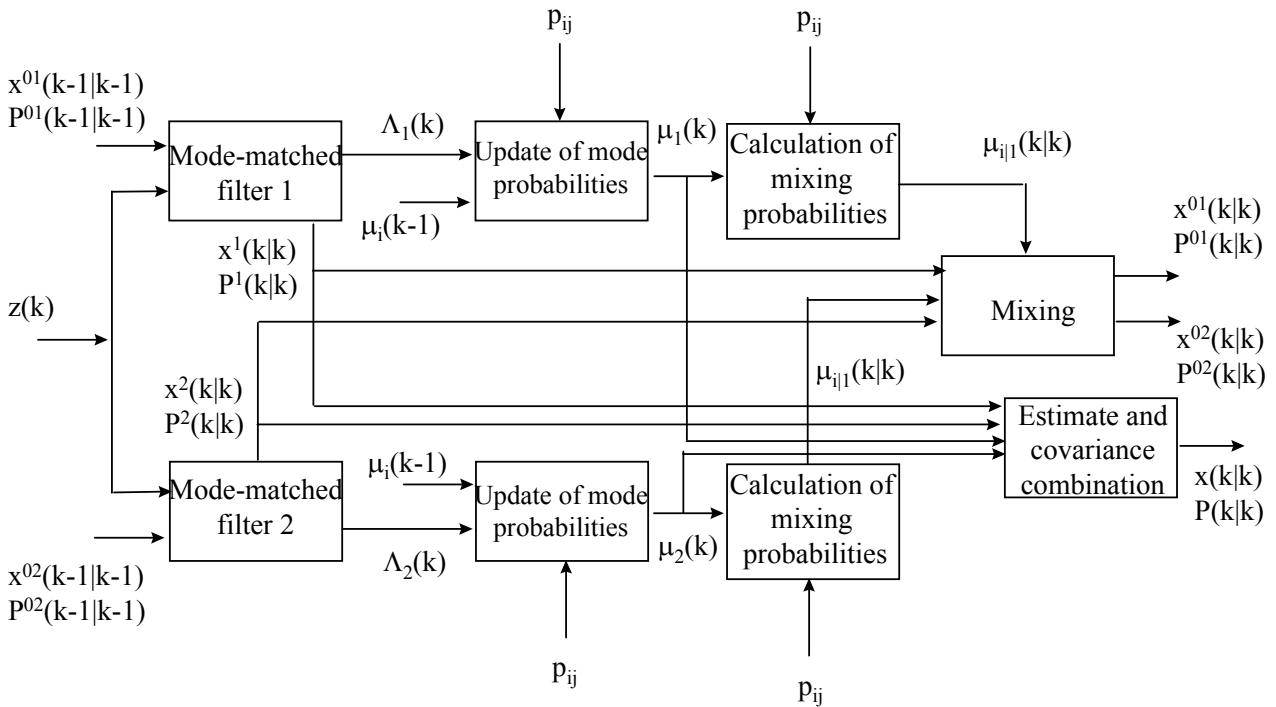 p_ij
p_ij
x^01(k-1|k-1)
P^01(k-1|k-1)
Λ_1(k)
μ_1(k)
Mode-matched
filter 1
Update of mode
probabilities
Calculation of
mixing
probabilities
μ_i|1(k|k)
μ_i(k-1)
x^01(k|k)
P^01(k|k)
x^1(k|k)
P^1(k|k)
z(k)
Mixing
x^02(k|k)
P^02(k|k)
μ_i|1(k|k)
x^2(k|k)
P^2(k|k)
Estimate and
covariance
combination
x(k|k)
P(k|k)
μ_i(k-1)
Mode-matched
filter 2
Update of mode
probabilities
Calculation of
mixing
probabilities
Λ_2(k)
μ_2(k)
x^02(k-1|k-1)
P^02(k-1|k-1)
p_ij
p_ij